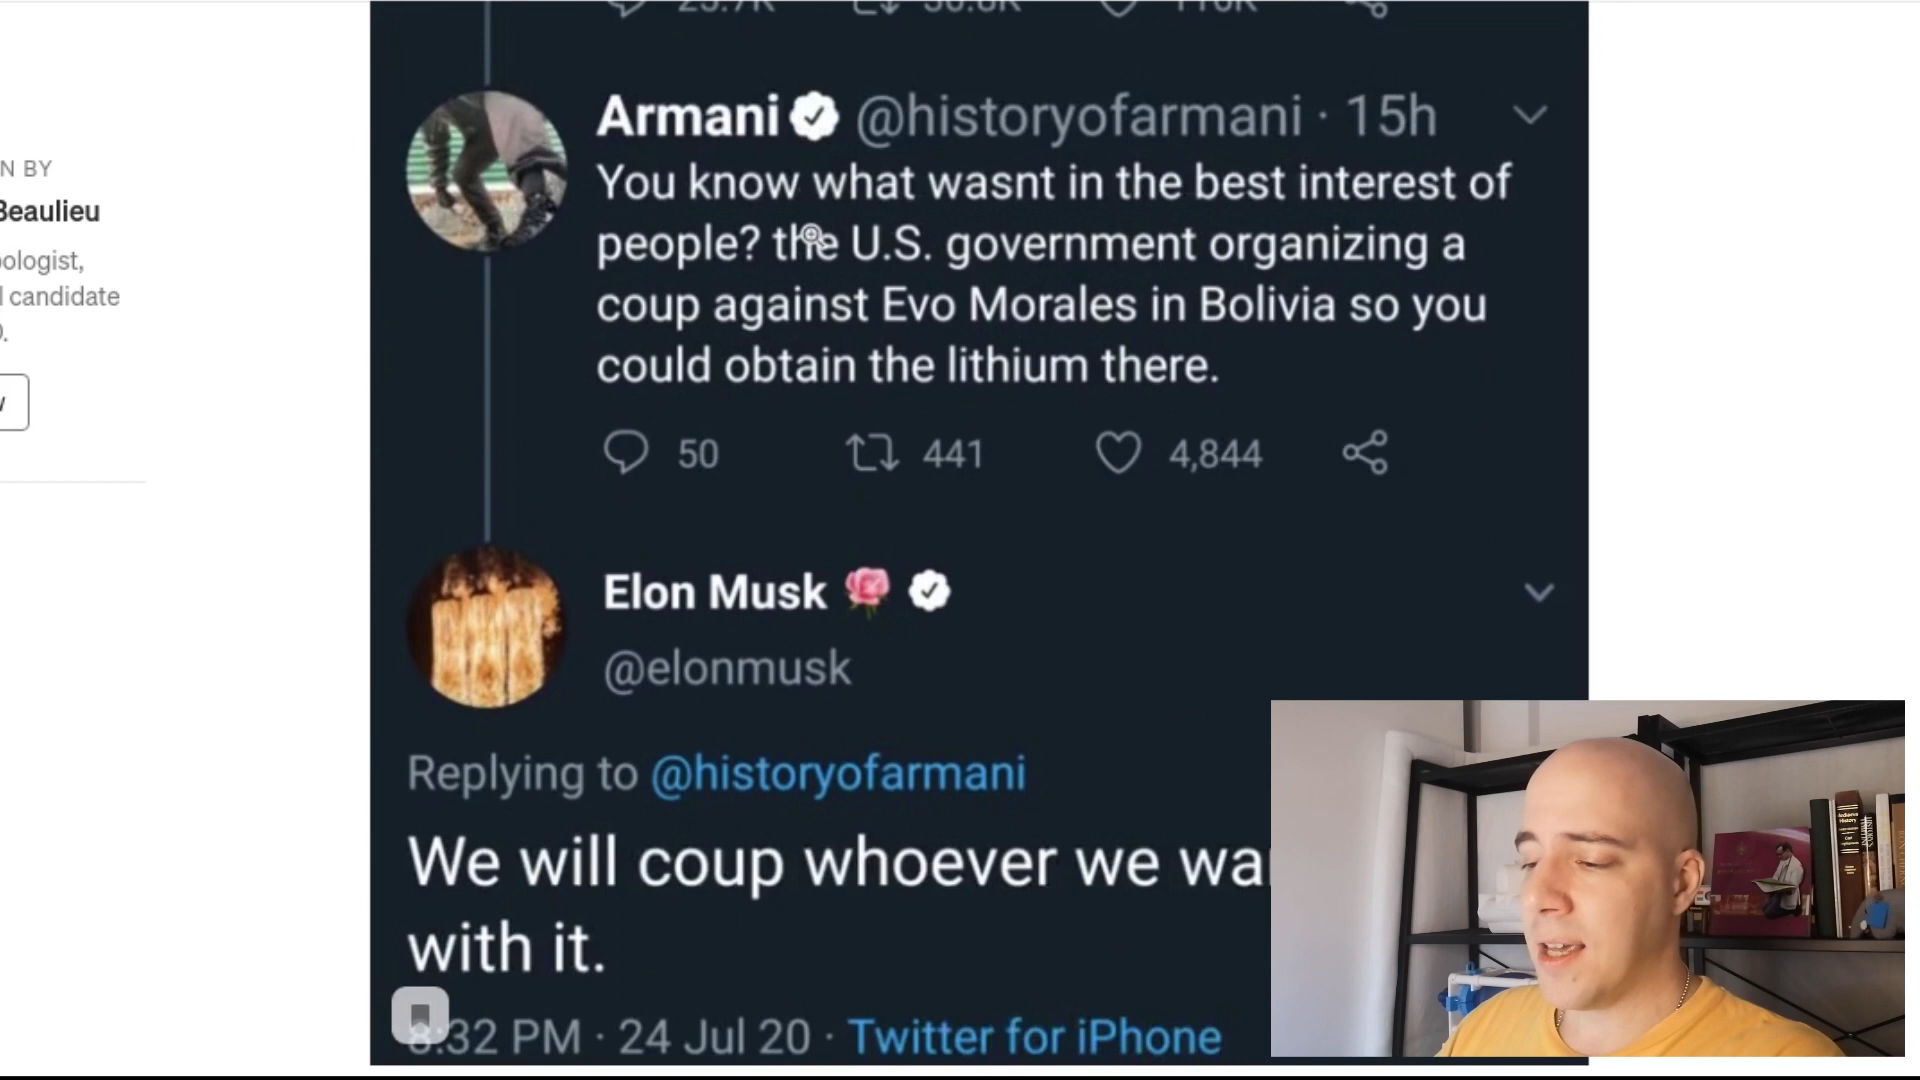 Armani @historyofarmani · 15h
You know what wasnt in the best interest of
people? the U.S. government organizing a
coup against Evo Morales in Bolivia so you
could obtain the lithium there.
50 441 4,844
N BY
Beaulieu
ologist,
candidate
Elon Musk
@elonmusk
Replying to @historyofarmani
We will coup whoever we wa
with it.
8:32 PM · 24 Jul 20 · Twitter for iPhone